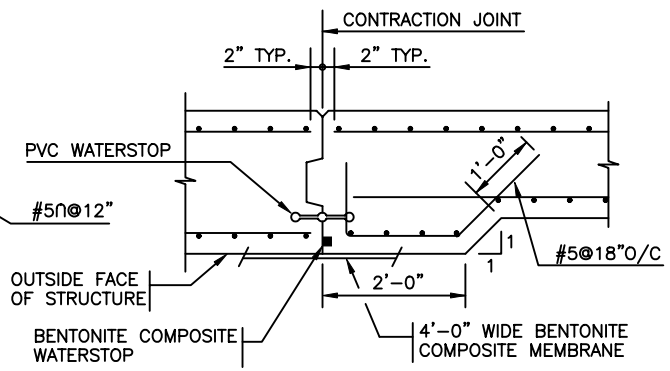 CONTRACTION JOINT
2" TYP.
2" TYP.
PVC WATERSTOP
1'-0"
#5∩@12"
1
1
#5@18"O/C
OUTSIDE FACE
OF STRUCTURE
2'-0"
BENTONITE COMPOSITE
WATERSTOP
4'-0" WIDE BENTONITE
COMPOSITE MEMBRANE